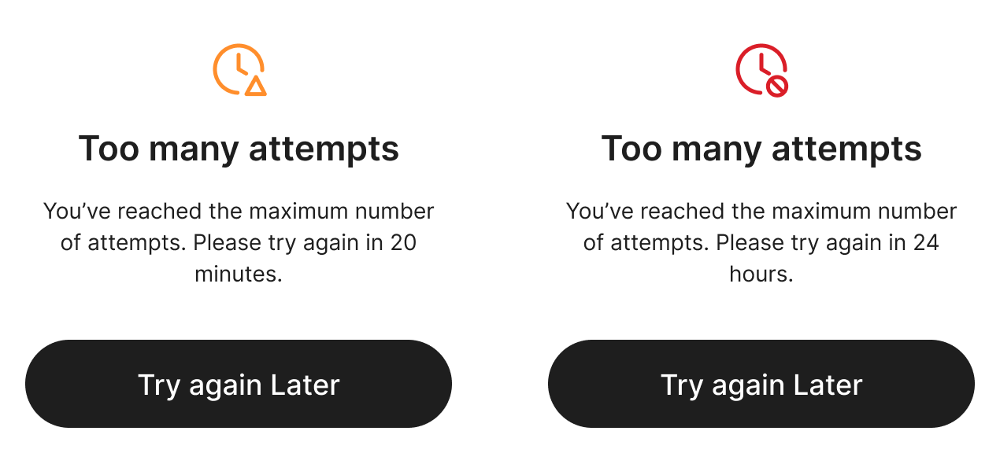 Too many attempts
You’ve reached the maximum number
of attempts. Please try again in 20
minutes.
Try again Later
Too many attempts
You’ve reached the maximum number
of attempts. Please try again in 24
hours.
Try again Later